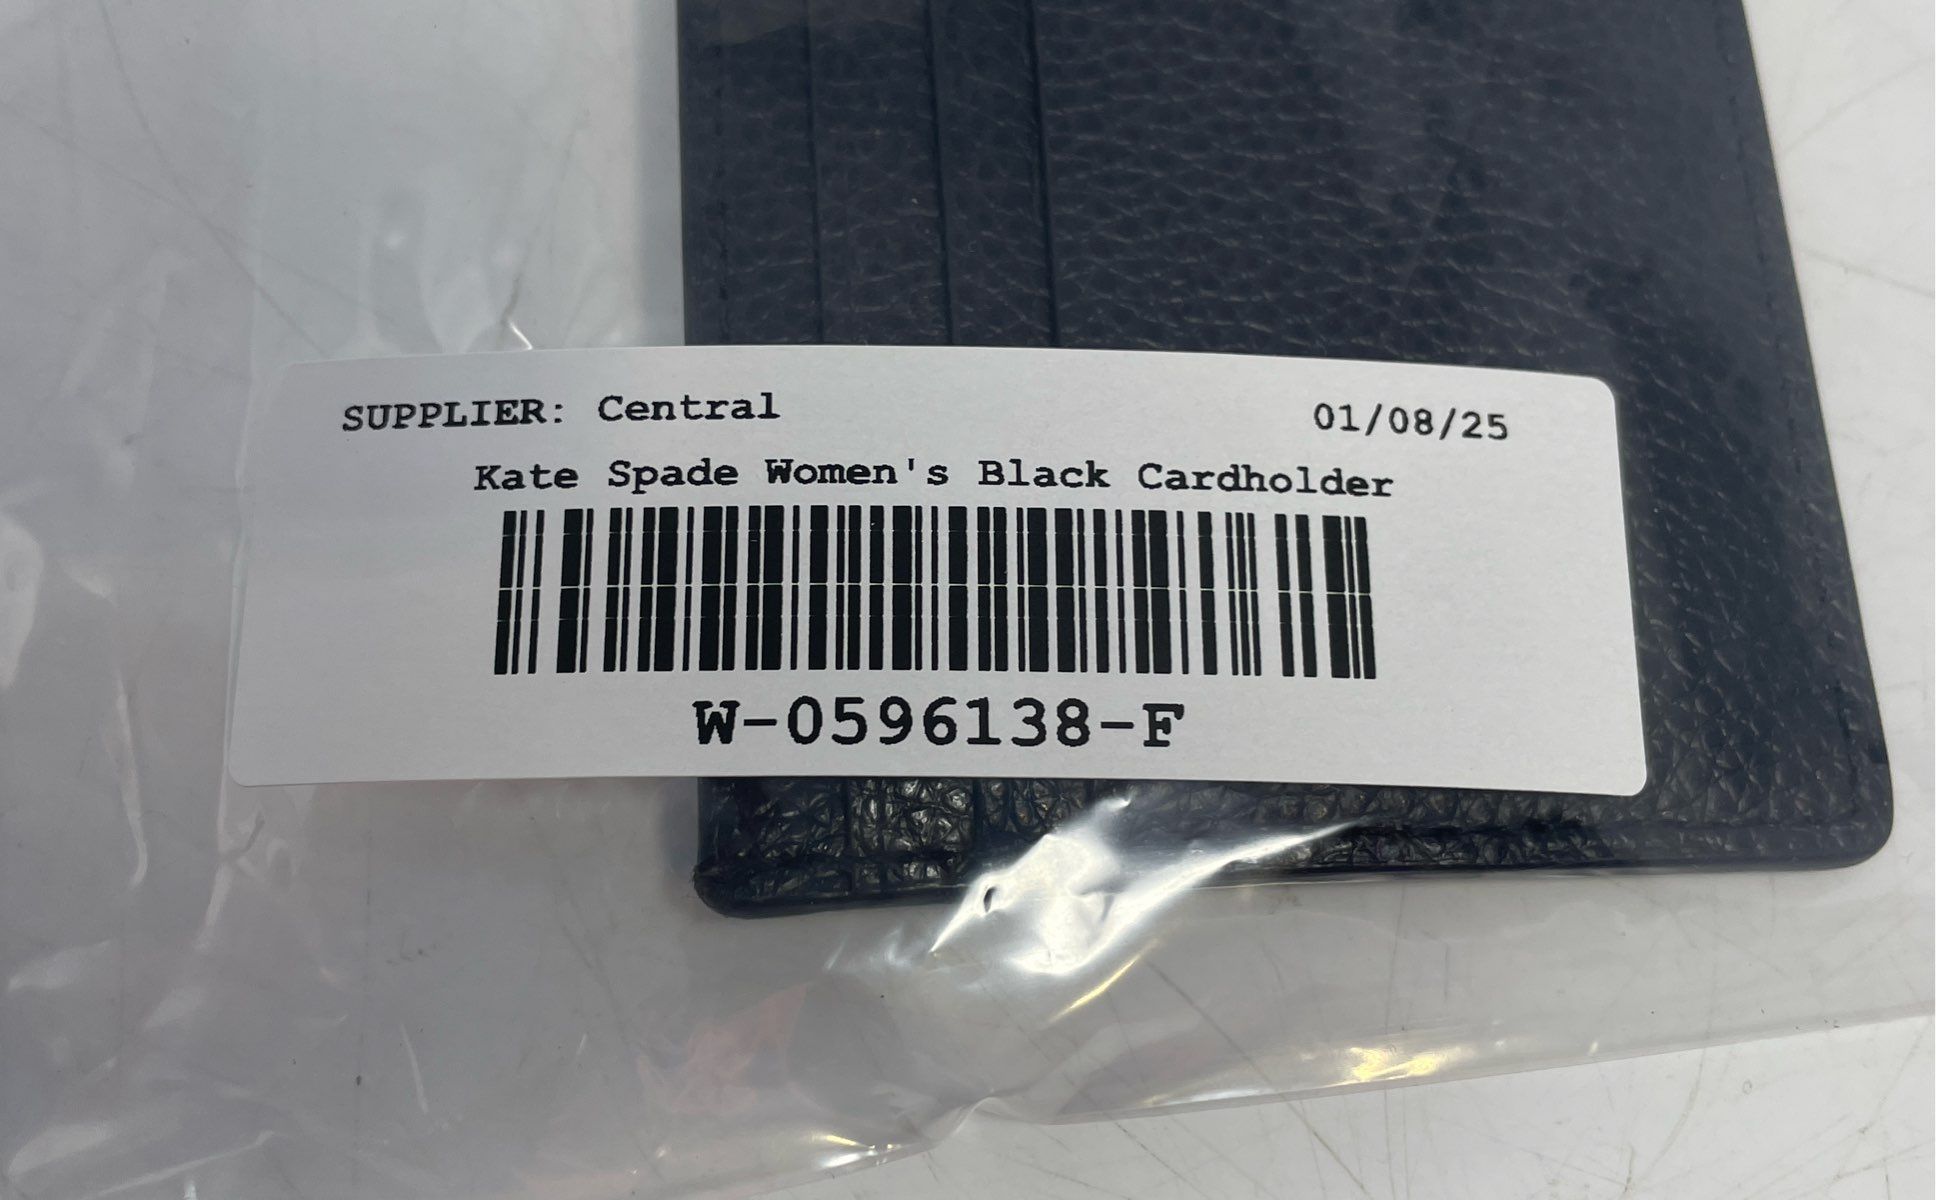 SUPPLIER: Central
01/08/25
Kate Spade Women's Black Cardholder
W-0596138-F